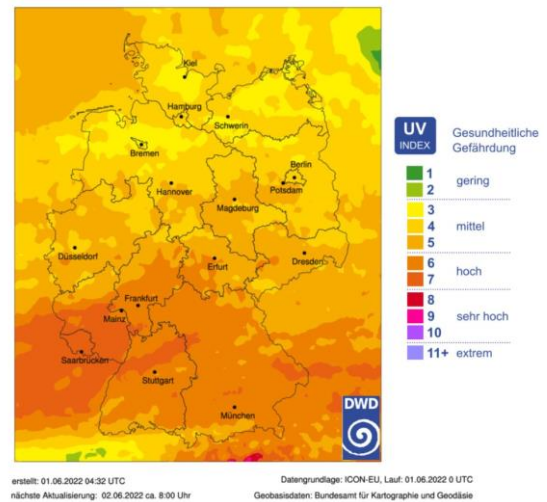 Kiel
Hamburg
Schwerin
Bremen
Berlin
Potsdam
Hannover
Magdeburg
Düsseldorf
Erfurt
Dresden
Frankfurt
Mainz
Saarbrücken
Stuttgart
München
DWD
UV
INDEX
Gesundheitliche
Gefährdung
1
2
gering
3
4
5
mittel
6
7
hoch
8
9
10
sehr hoch
11+ extrem
erstellt: 01.06.2022 04:32 UTC
Datengrundlage: ICON-EU, Lauf: 01.06.2022 0 UTC
nächste Aktualisierung: 02.06.2022 ca. 8:00 Uhr
Geobasisdaten: Bundesamt für Kartographie und Geodäsie